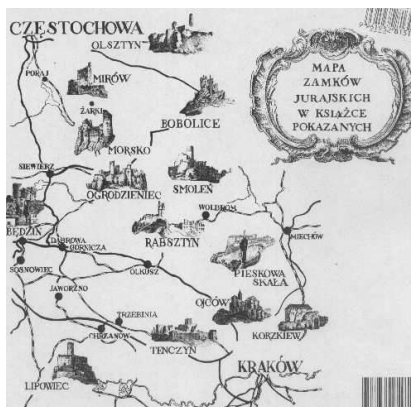 CZĘSTOCHOWA
OLSZTYN
MAPA
ZAMKÓW
JURAJSKICH
W KSIĄŻCE
POKAZANYCH
PORAJ
MIRÓW
ŻARKI
BOBOLICE
MORSKO
SIEWIERZ
SMOLEŃ
OGRODZIENIEC
WOLBROM
BĘDZIN
RABSZTYN
MIECHÓW
DĄBROWA
GÓRNICZA
SOSNOWIEC
OLKUSZ
PIESKOWA
SKAŁA
JAWORZNO
OJCÓW
TRZEBINIA
KORZKIEW
CHRZANÓW
TENCZYN
LIPOWIEC
KRAKÓW